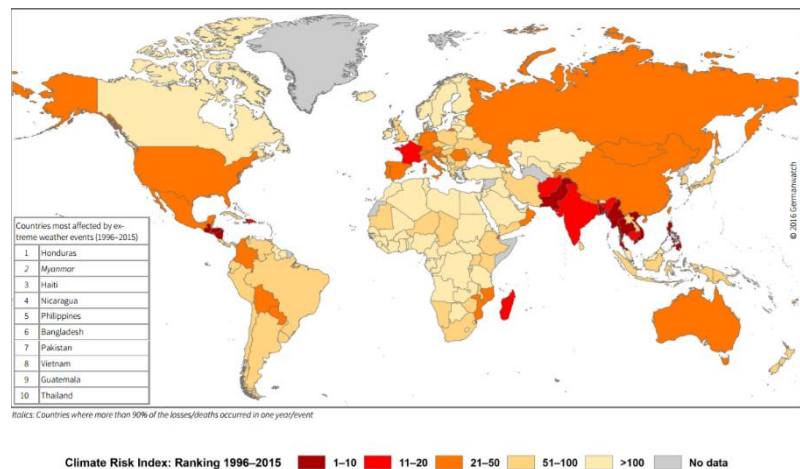 Countries most affected by ex-
treme weather events (1996–2015)
1 Honduras
2 Myanmar
3 Haiti
4 Nicaragua
5 Philippines
6 Bangladesh
7 Pakistan
8 Vietnam
9 Guatemala
10 Thailand
© 2016 Germanwatch
Italics: Countries where more than 90% of the losses/deaths occurred in one year/event
Climate Risk Index: Ranking 1996–2015 1–10 11–20 21–50 51–100 >100 No data